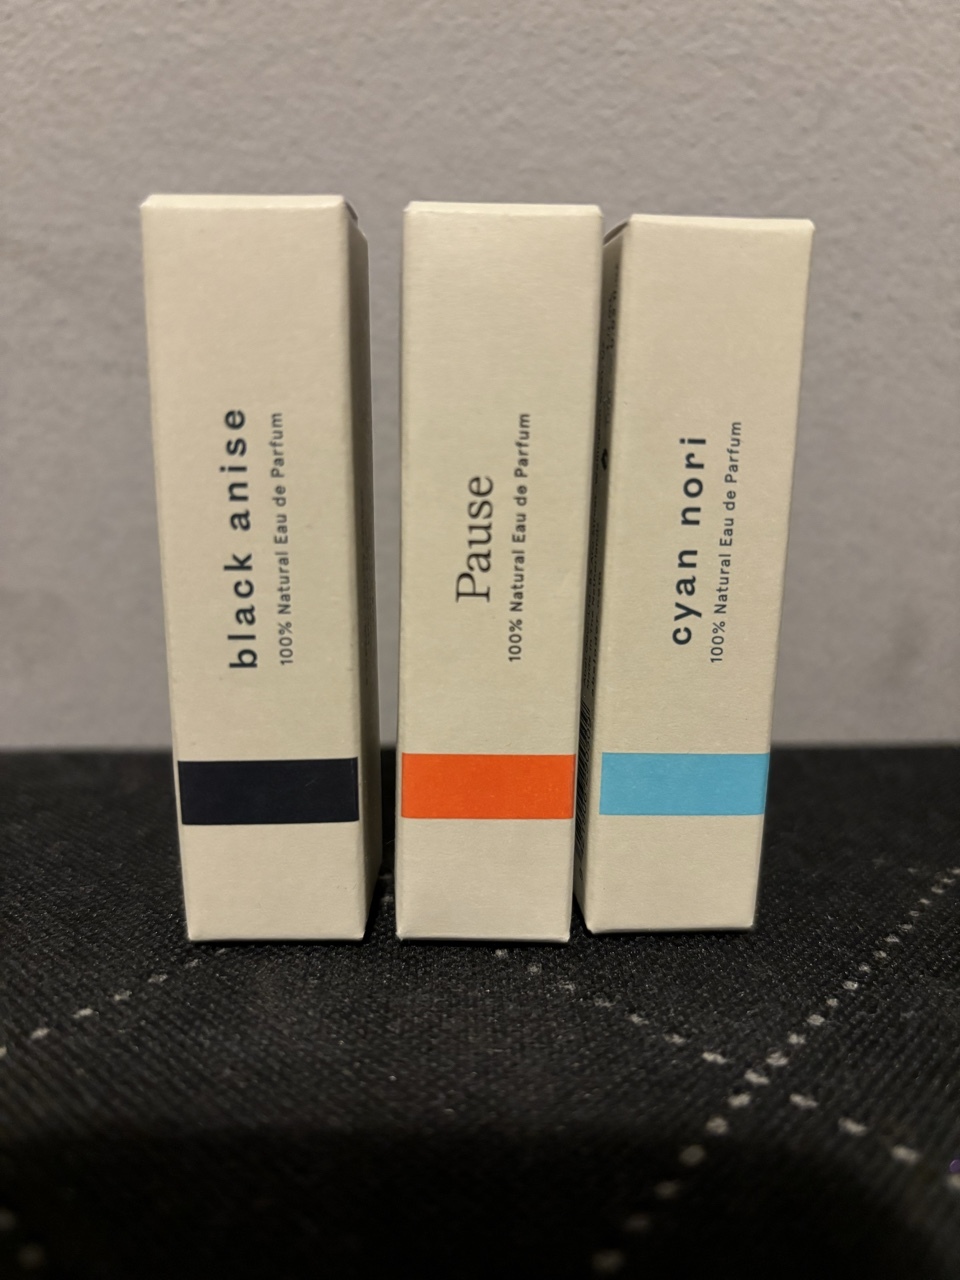 black anise
100% Natural Eau de Parfum
Pause
100% Natural Eau de Parfum
cyan nori
100% Natural Eau de Parfum